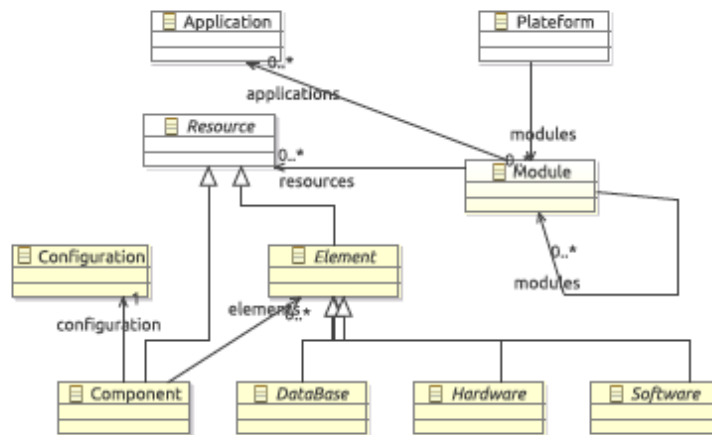 Application
Plateform
0..*
applications
Resource
modules
0..*
resources
Module
Configuration
Element
0..*
modules
1
configuration
elements
0..*
Component
DataBase
Hardware
Software